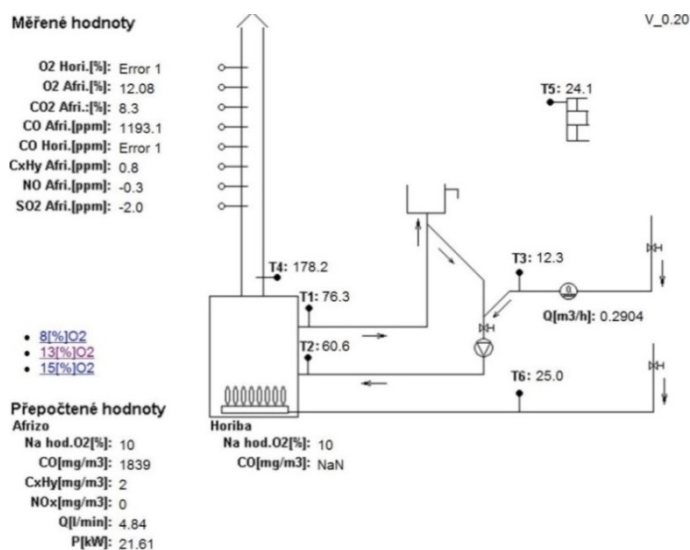 Měřené hodnoty
V_0.20
O2 Hori.[%]: Error 1
O2 Afri.[%]: 12.08
CO2 Afri.:[%]: 8.3
CO Afri.[ppm]: 1193.1
CO Hori.[ppm]: Error 1
CxHy Afri.[ppm]: 0.8
NO Afri.[ppm]: -0.3
SO2 Afri.[ppm]: -2.0
T5: 24.1
T4: 178.2
T3: 12.3
T1: 76.3
Q[m3/h]: 0.2904
T2: 60.6
T6: 25.0
8[%]O2
13[%]O2
15[%]O2
Přepočtené hodnoty
Afrizo
Na hod.O2[%]: 10
CO[mg/m3]: 1839
CxHy[mg/m3]: 2
NOx[mg/m3]: 0
Q[l/min]: 4.84
P[kW]: 21.61
Horiba
Na hod.O2[%]: 10
CO[mg/m3]: NaN